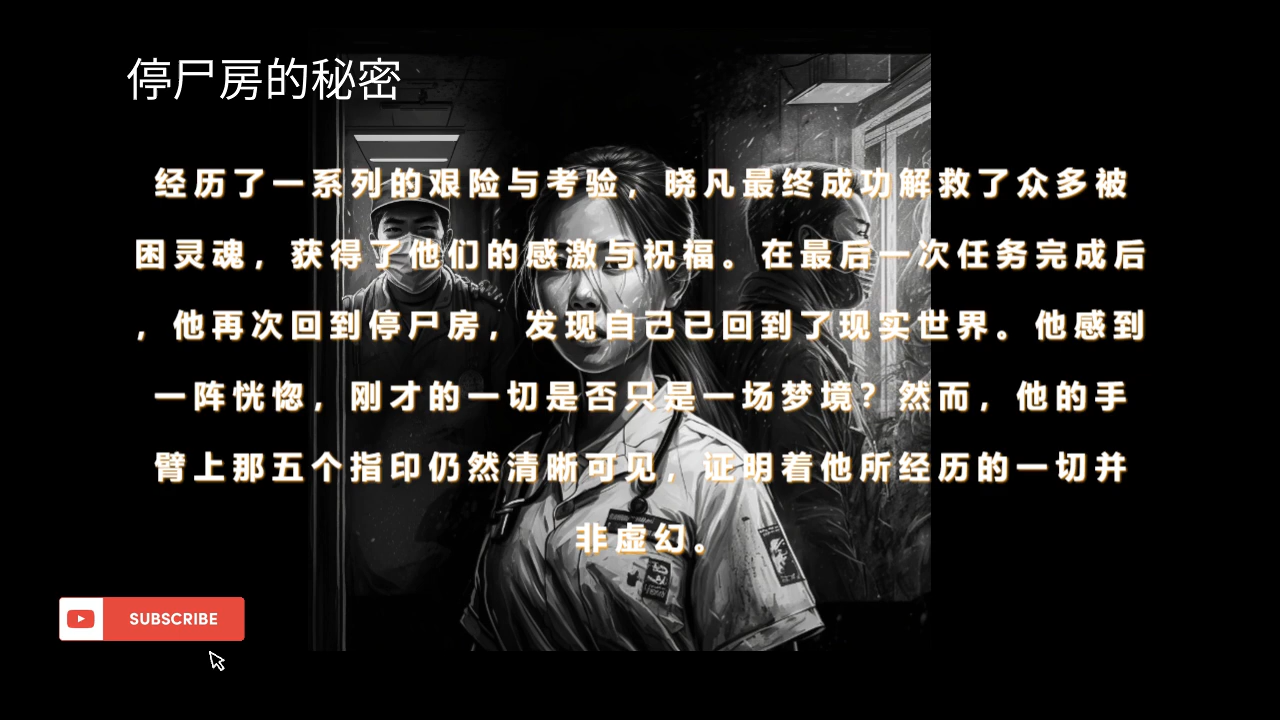 停尸房的秘密
经历了一系列的艰险与考验，晓凡最终成功解救了众多被
困灵魂，获得了他们的感激与祝福。在最后一次任务完成后
，他再次回到停尸房，发现自己已回到了现实世界。他感到
一阵恍惚，刚才的一切是否只是一场梦境？然而，他的手
臂上那五个指印仍然清晰可见，证明着他所经历的一切并
非虚幻。
SUBSCRIBE